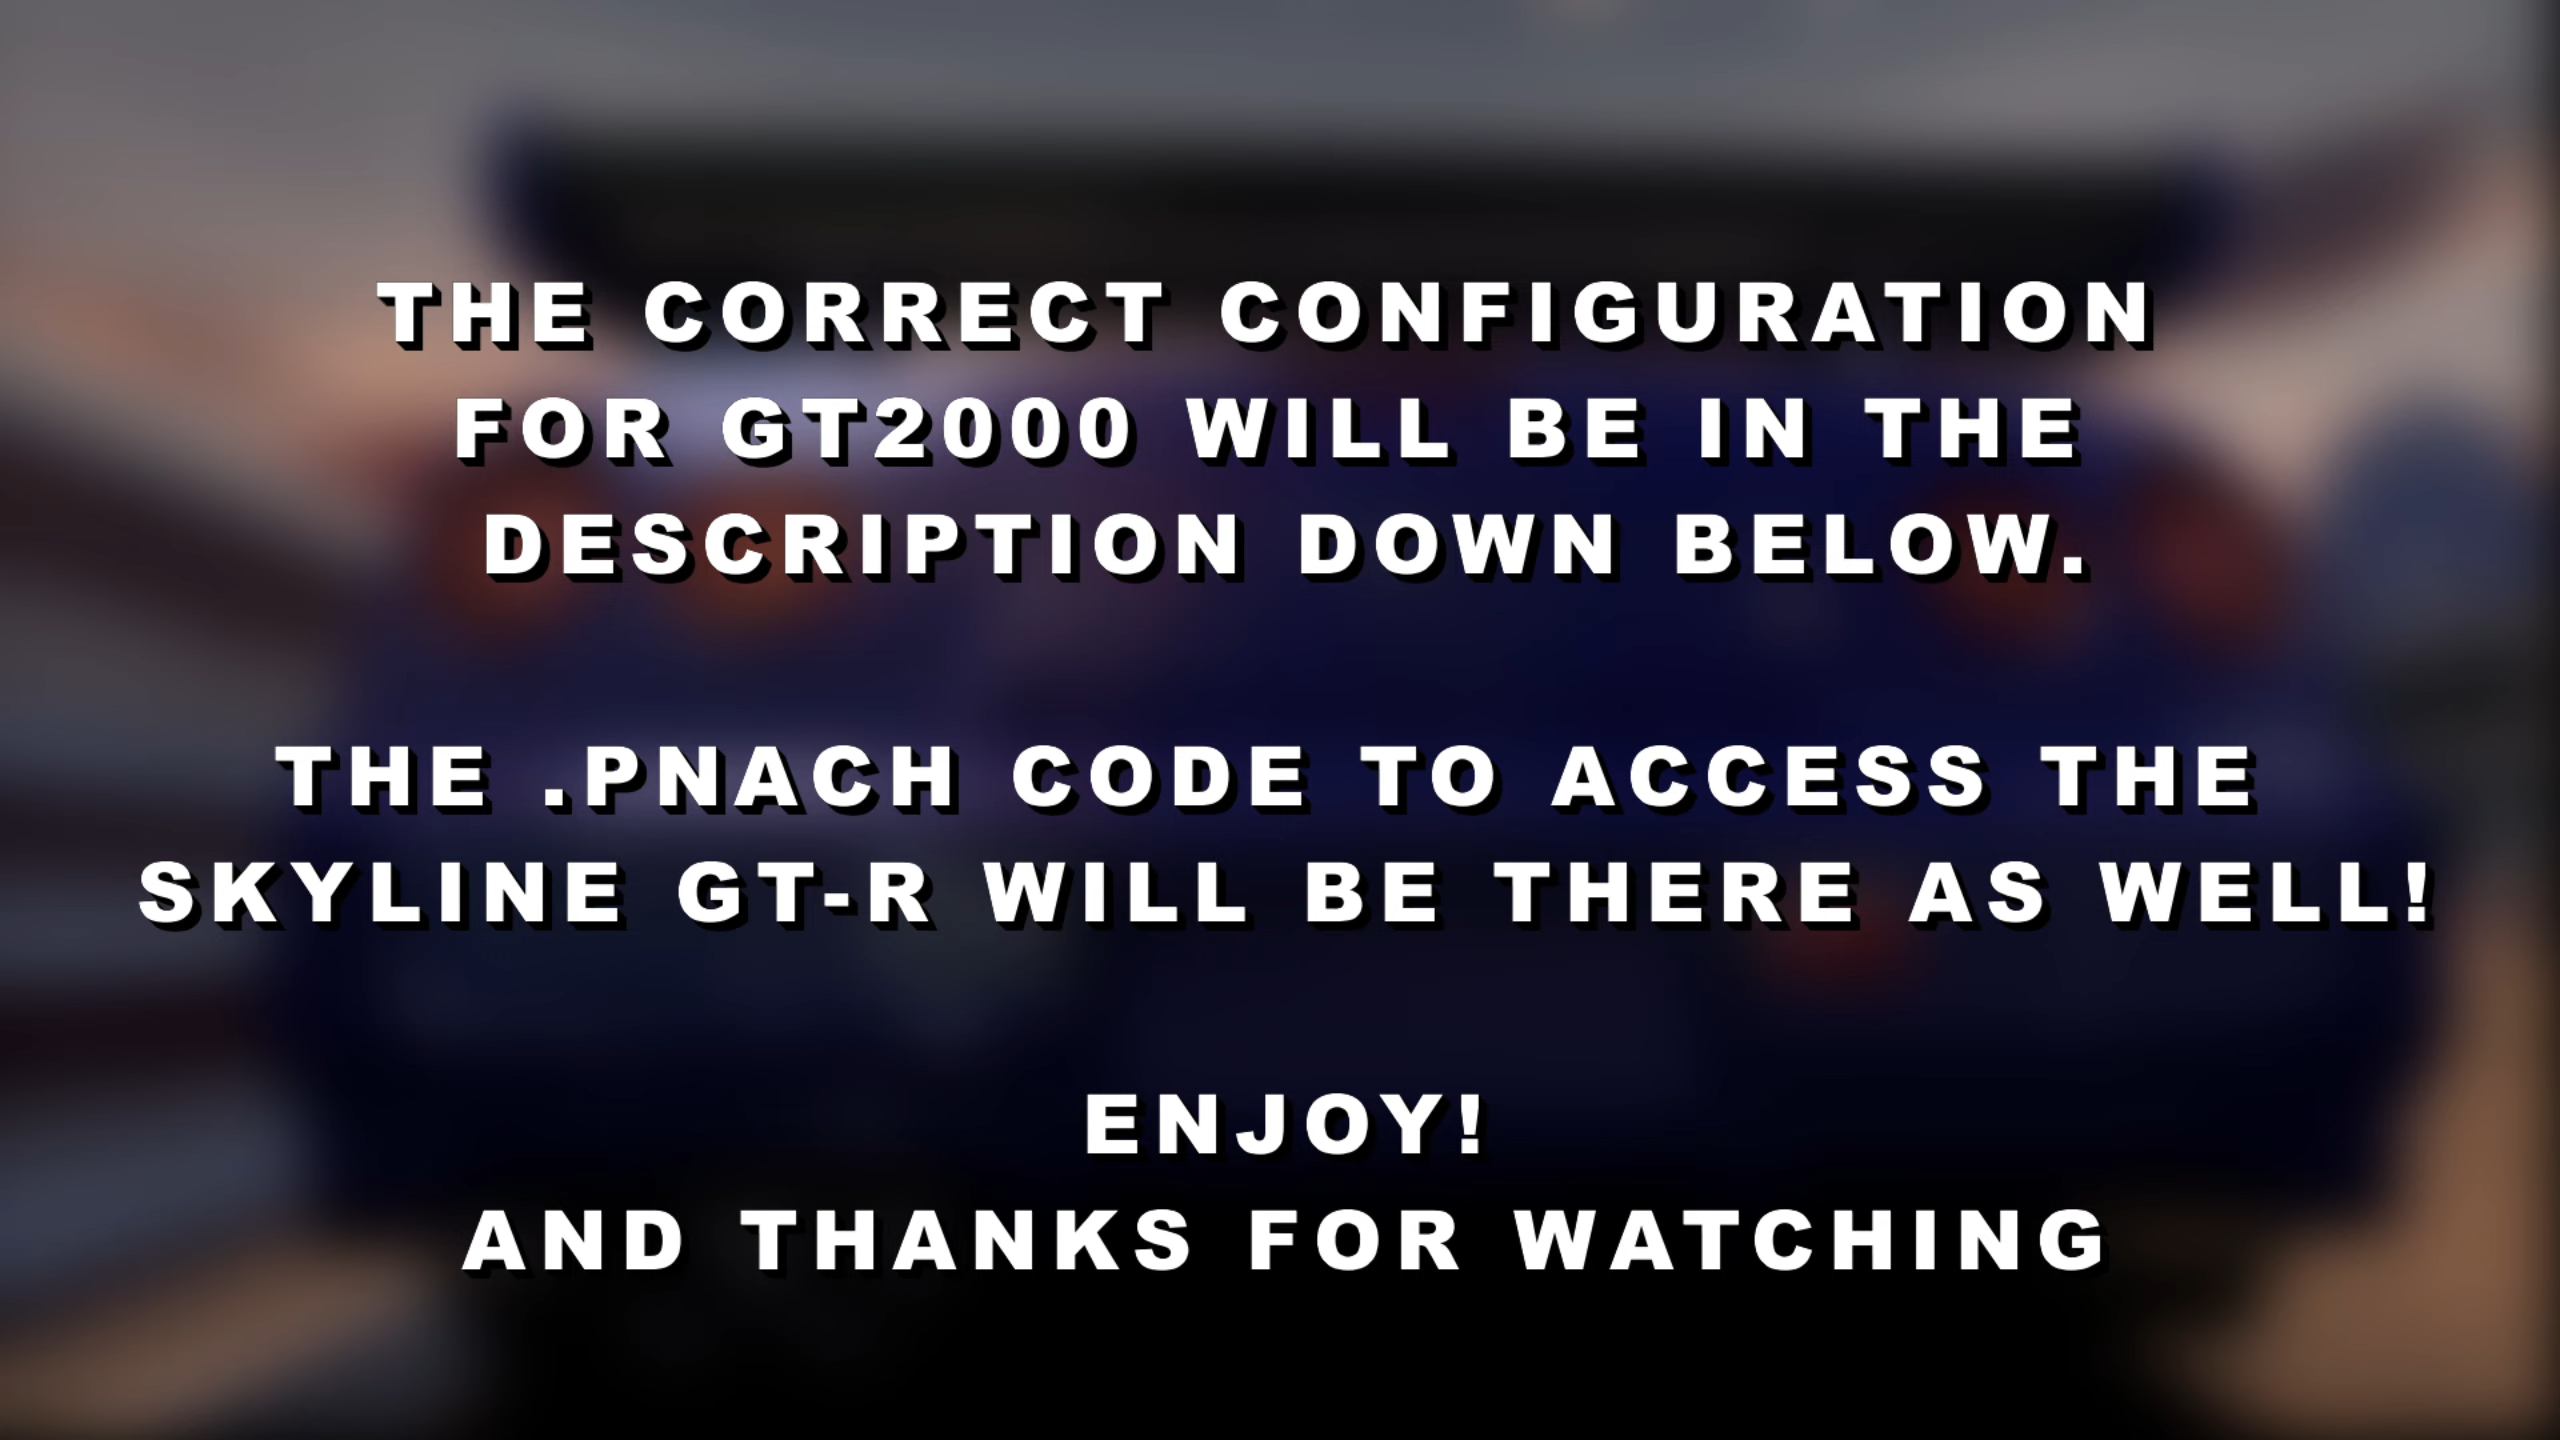 THE CORRECT CONFIGURATION
FOR GT2000 WILL BE IN THE
DESCRIPTION DOWN BELOW.
THE .PNACH CODE TO ACCESS THE
SKYLINE GT-R WILL BE THERE AS WELL!
ENJOY!
AND THANKS FOR WATCHING